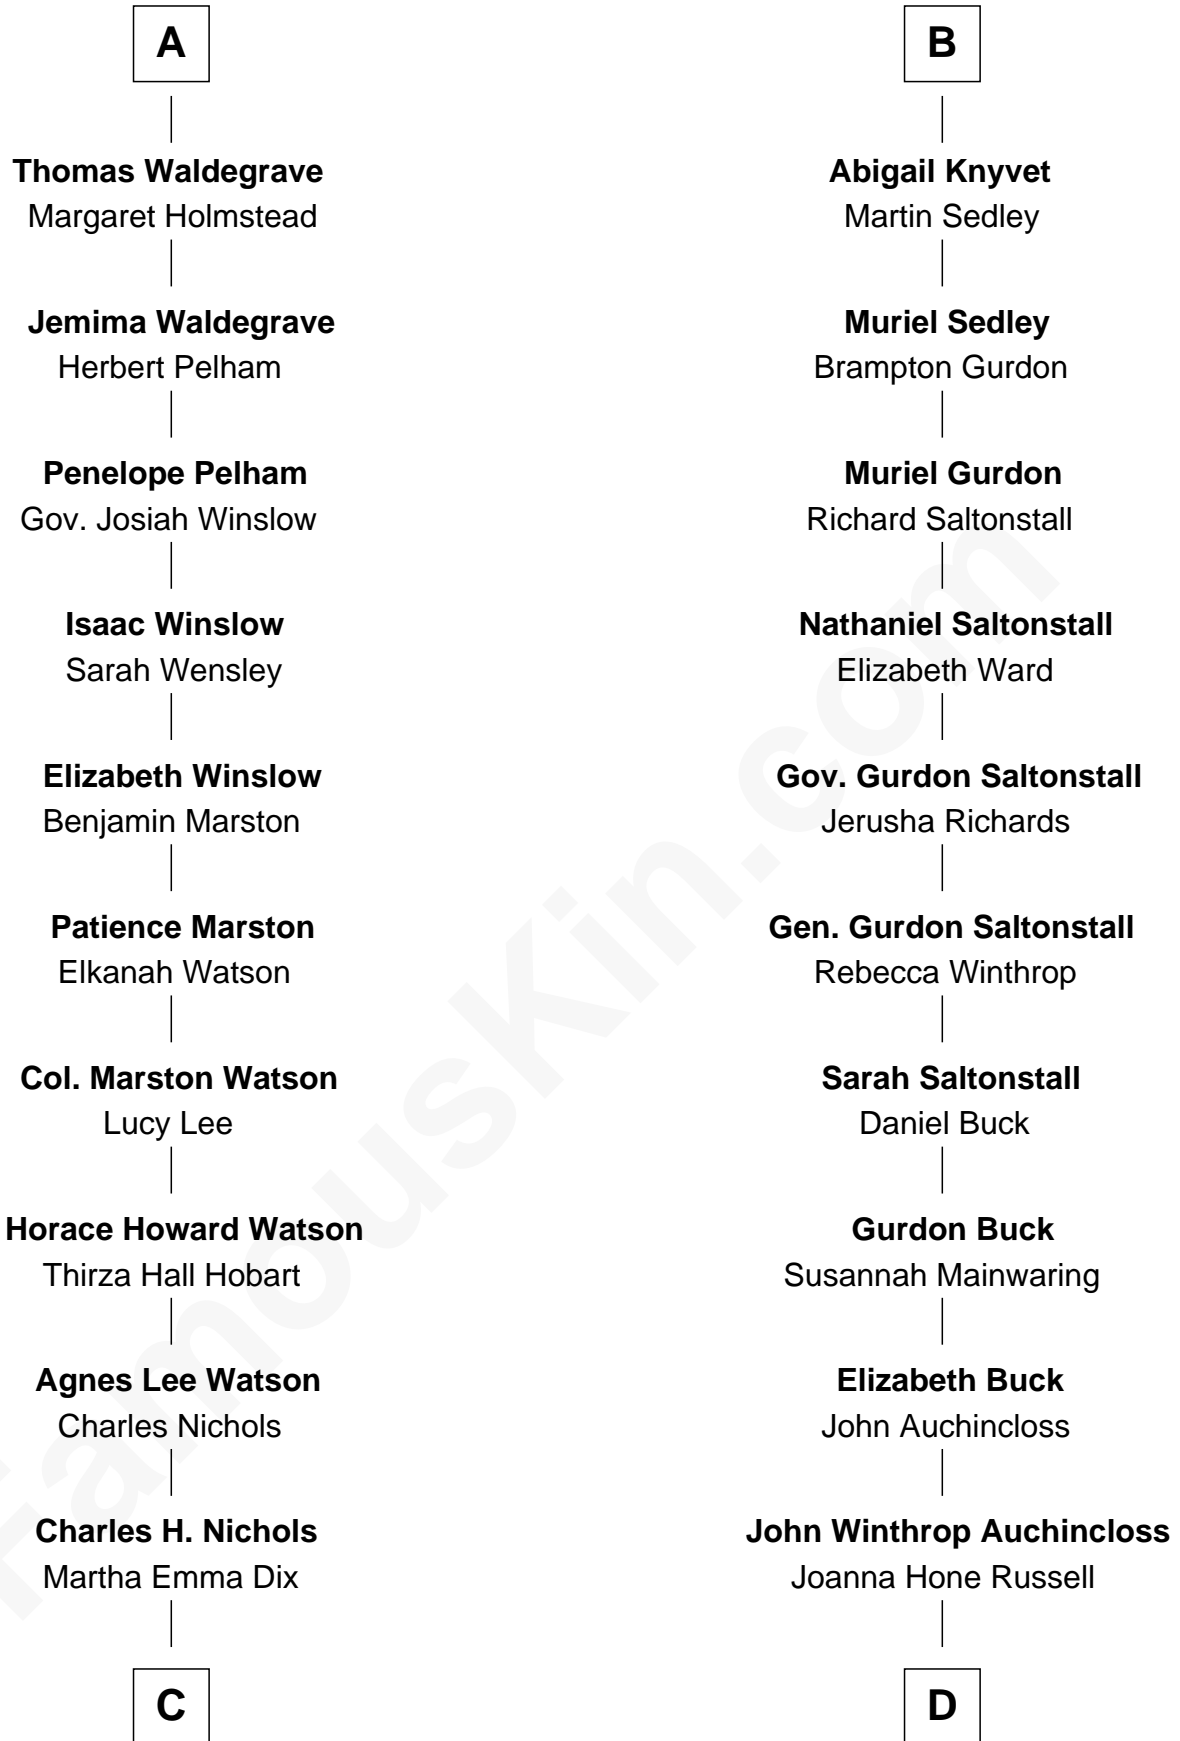 A
Thomas Waldegrave
Margaret Holmstead
Jemima Waldegrave
Herbert Pelham
Penelope Pelham
Gov. Josiah Winslow
Isaac Winslow
Sarah Wensley
Elizabeth Winslow
Benjamin Marston
Patience Marston
Elkanah Watson
Col. Marston Watson
Lucy Lee
Horace Howard Watson
Thirza Hall Hobart
Agnes Lee Watson
Charles Nichols
Charles H. Nichols
Martha Emma Dix
C
B
Abigail Knyvet
Martin Sedley
Muriel Sedley
Brampton Gurdon
Muriel Gurdon
Richard Saltonstall
Nathaniel Saltonstall
Elizabeth Ward
Gov. Gurdon Saltonstall
Jerusha Richards
Gen. Gurdon Saltonstall
Rebecca Winthrop
Sarah Saltonstall
Daniel Buck
Gurdon Buck
Susannah Mainwaring
Elizabeth Buck
John Auchincloss
John Winthrop Auchincloss
Joanna Hone Russell
D
FamousKin.com